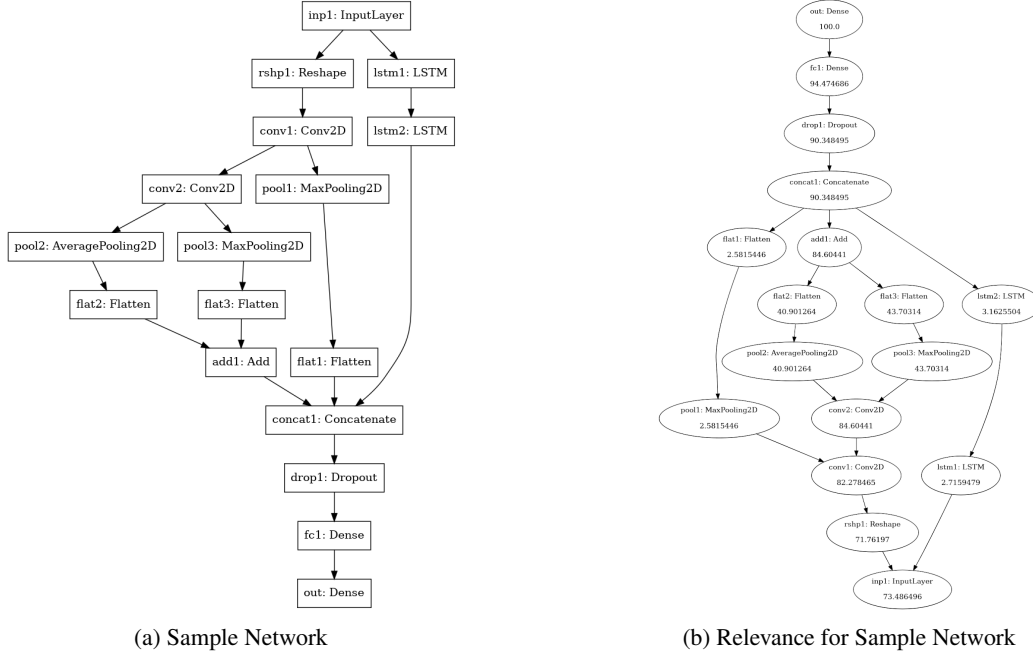 inp1: InputLayer
rshp1: Reshape
lstm1: LSTM
conv1: Conv2D
lstm2: LSTM
conv2: Conv2D
pool1: MaxPooling2D
pool2: AveragePooling2D
pool3: MaxPooling2D
flat2: Flatten
flat3: Flatten
add1: Add
flat1: Flatten
concat1: Concatenate
drop1: Dropout
fc1: Dense
out: Dense
(a) Sample Network
out: Dense
100.0
fc1: Dense
94.474686
drop1: Dropout
90.348495
concat1: Concatenate
90.348495
flat1: Flatten
2.5815446
add1: Add
84.60441
flat2: Flatten
40.901264
flat3: Flatten
43.70314
lstm2: LSTM
3.1625504
pool2: AveragePooling2D
40.901264
pool3: MaxPooling2D
43.70314
pool1: MaxPooling2D
2.5815446
conv2: Conv2D
84.60441
conv1: Conv2D
82.278465
lstm1: LSTM
2.7159479
rshp1: Reshape
71.76197
inp1: InputLayer
73.486496
(b) Relevance for Sample Network